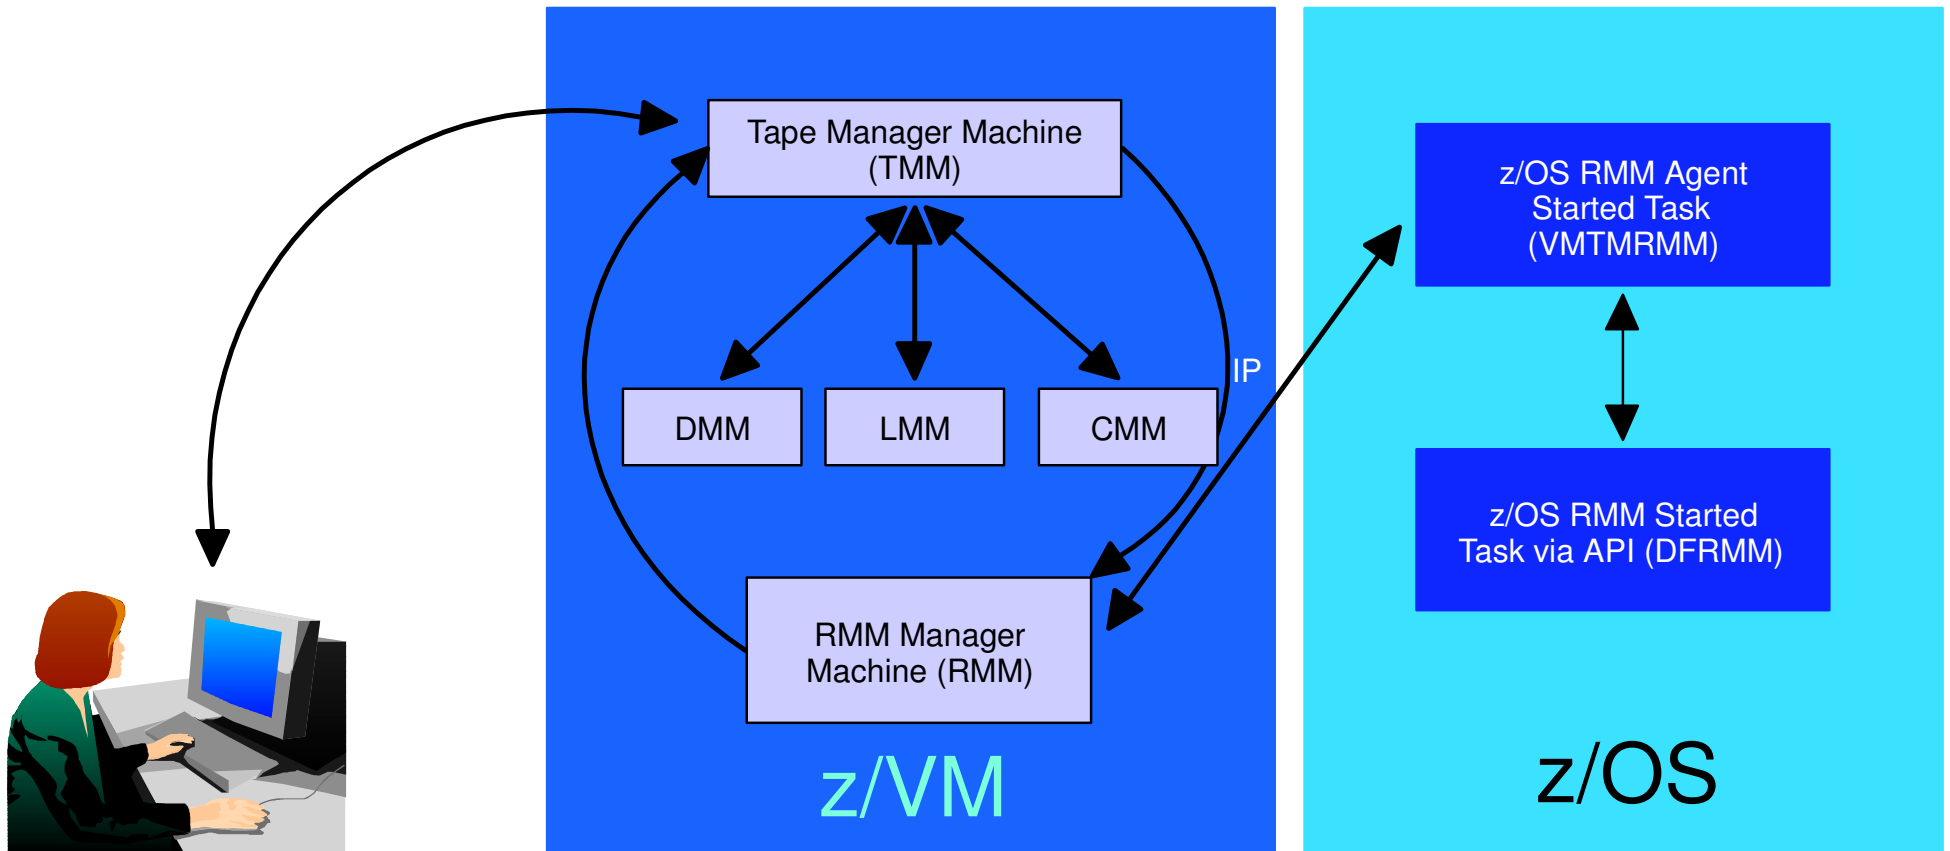 Tape Manager Machine
(TMM)
DMM
LMM
CMM
IP
RMM Manager
Machine (RMM)
z/VM
z/OS RMM Agent
Started Task
(VMTMRMM)
z/OS RMM Started
Task via API (DFRMM)
z/OS